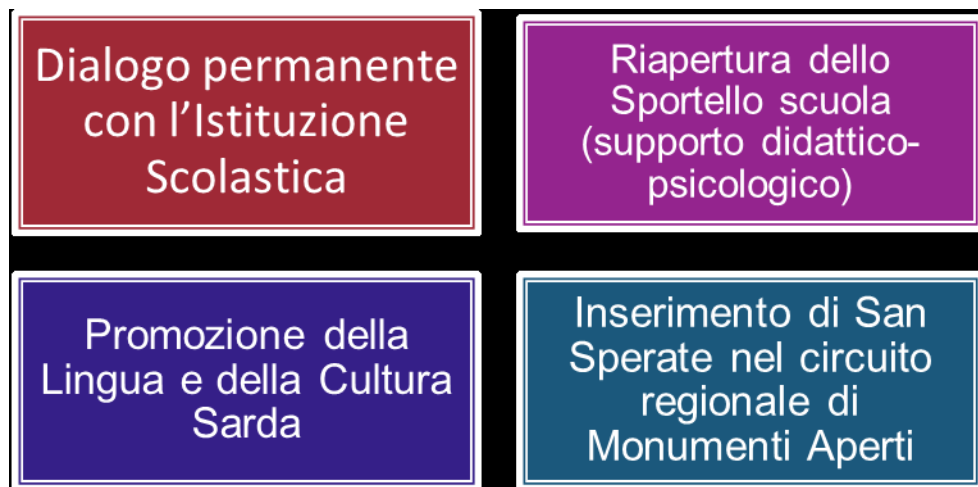 Dialogo permanente
con l’Istituzione
Scolastica
Riapertura dello
Sportello scuola
(supporto didattico-
psicologico)
Promozione della
Lingua e della Cultura
Sarda
Inserimento di San
Sperate nel circuito
regionale di
Monumenti Aperti